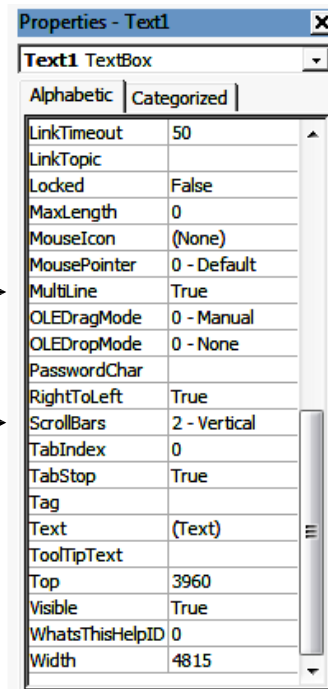 Properties - Text1
Text1 TextBox
Alphabetic Categorized
LinkTimeout 50
LinkTopic
Locked False
MaxLength 0
MouseIcon (None)
MousePointer 0 - Default
MultiLine True
OLEDragMode 0 - Manual
OLEDropMode 0 - None
PasswordChar
RightToLeft True
ScrollBars 2 - Vertical
TabIndex 0
TabStop True
Tag
Text (Text)
ToolTipText
Top 3960
Visible True
WhatsThisHelpID 0
Width 4815